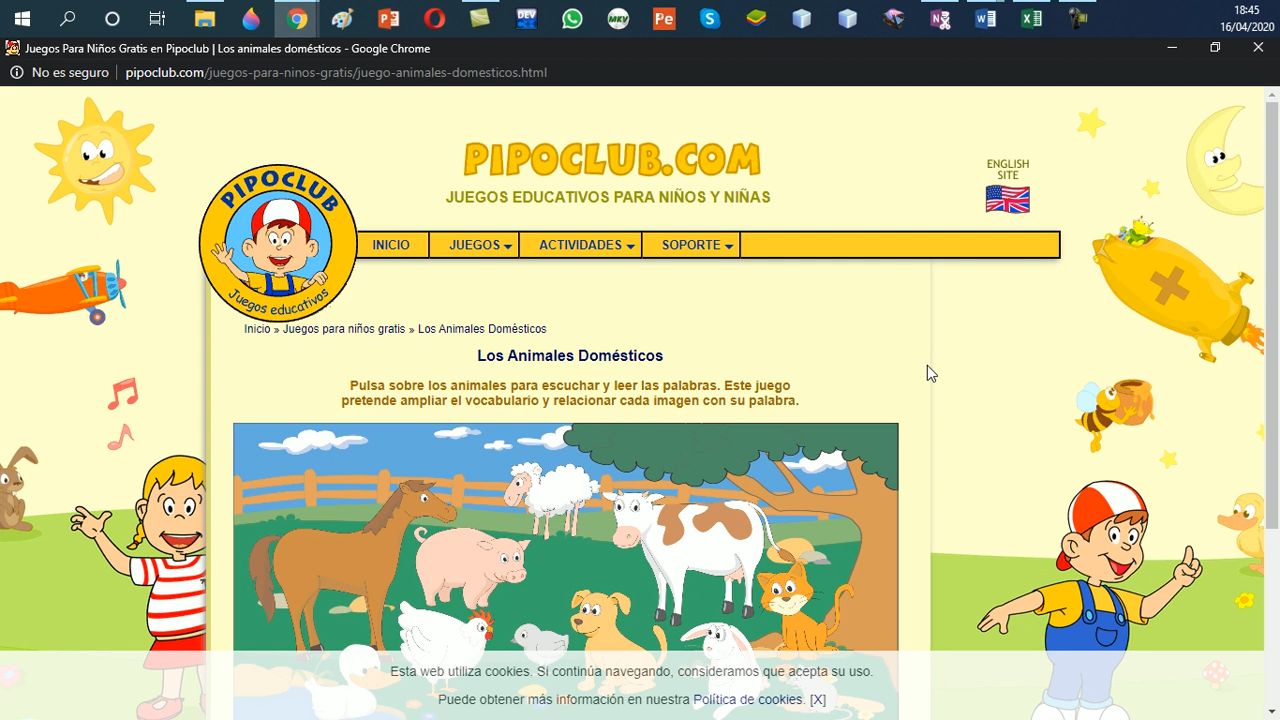 18:45
16/04/2020
Juegos Para Niños Gratis en Pipoclub | Los animales domésticos - Google Chrome
No es seguro | pipoclub.com/juegos-para-ninos-gratis/juego-animales-domesticos.html
PIPOCLUB.COM
JUEGOS EDUCATIVOS PARA NIÑOS Y NIÑAS
ENGLISH
SITE
PIPOCLUB
Juegos educativos
INICIO JUEGOS ACTIVIDADES SOPORTE
Inicio » Juegos para niños gratis » Los Animales Domésticos
Los Animales Domésticos
Pulsa sobre los animales para escuchar y leer las palabras. Este juego
pretende ampliar el vocabulario y relacionar cada imagen con su palabra.
Esta web utiliza cookies. Si continúa navegando, consideramos que acepta su uso.
Puede obtener más información en nuestra Política de cookies. [X]